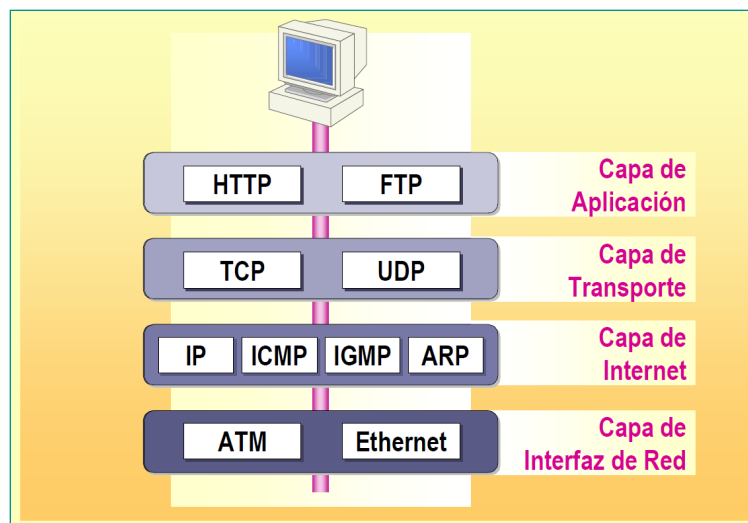 HTTP FTP
Capa de
Aplicación
TCP UDP
Capa de
Transporte
IP ICMP IGMP ARP
Capa de
Internet
ATM Ethernet
Capa de
Interfaz de Red